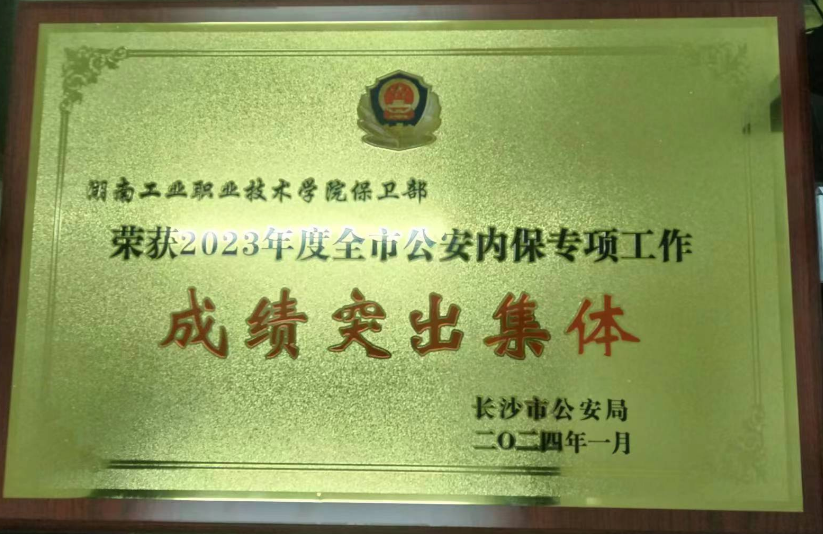 湖南工业职业技术学院保卫部
荣获2023年度全市公安内保专项工作
成绩突出集体
长沙市公安局
二〇二四年一月